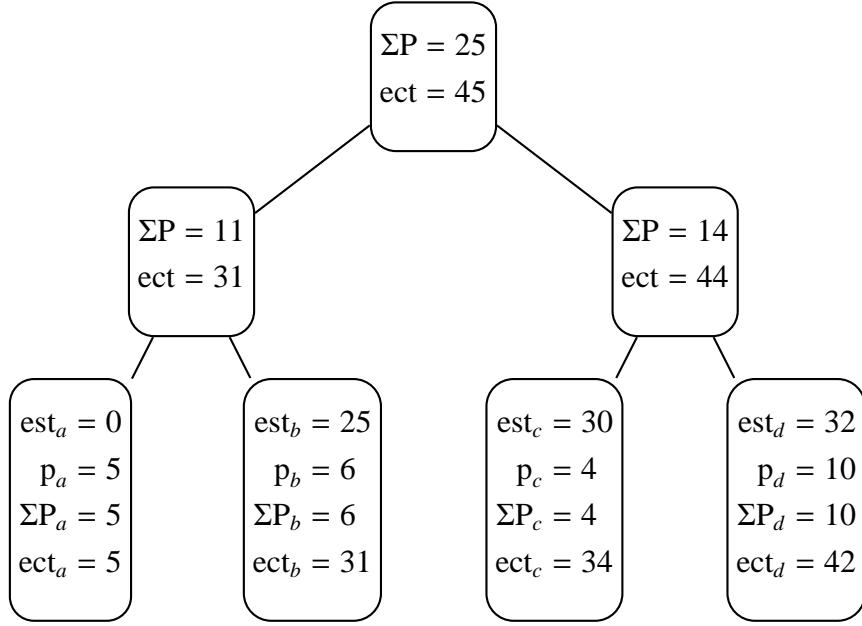 ΣP = 25
ect = 45
ΣP = 11
ect = 31
ΣP = 14
ect = 44
est_a = 0
p_a = 5
ΣP_a = 5
ect_a = 5
est_b = 25
p_b = 6
ΣP_b = 6
ect_b = 31
est_c = 30
p_c = 4
ΣP_c = 4
ect_c = 34
est_d = 32
p_d = 10
ΣP_d = 10
ect_d = 42